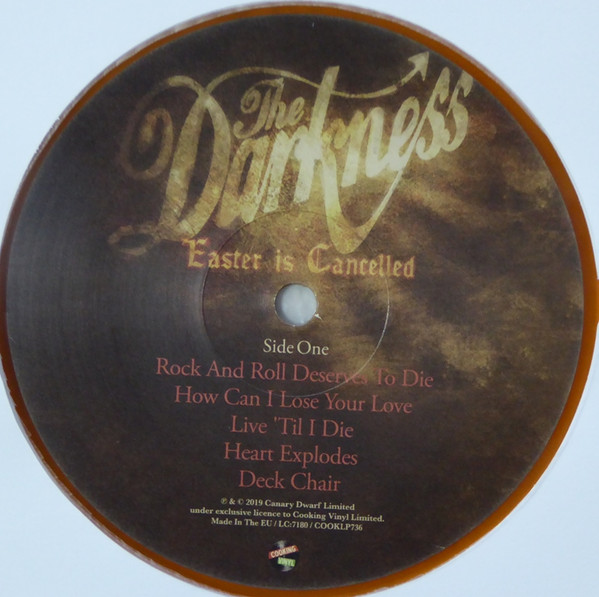 The
Darkness
Easter is Cancelled
Side One
Rock And Roll Deserves To Die
How Can I Lose Your Love
Live 'Til I Die
Heart Explodes
Deck Chair
℗ & © 2019 Canary Dwarf Limited
under exclusive licence to Cooking Vinyl Limited.
Made In The EU / LC:7180 / COOKLP736
COOKING
VINYL